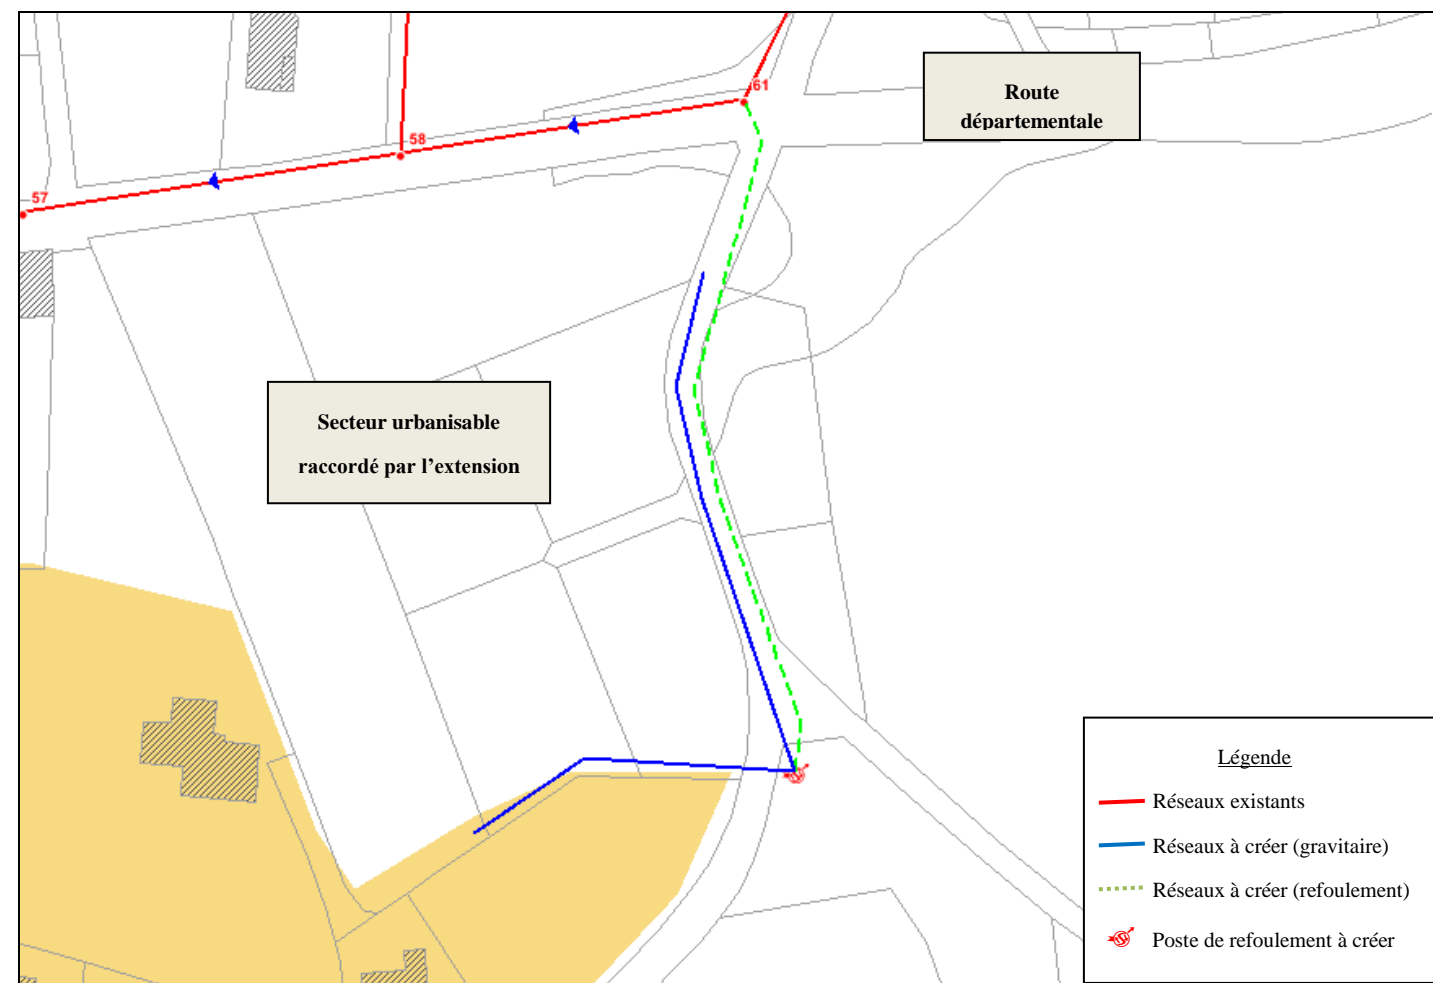 61
Route
départementale
58
57
Secteur urbanisable
raccordé par l’extension
Légende
Réseaux existants
Réseaux à créer (gravitaire)
Réseaux à créer (refoulement)
Poste de refoulement à créer